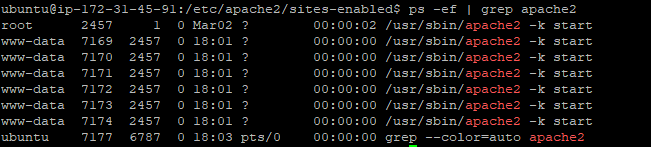 ubuntu@ip-172-31-45-91:/etc/apache2/sites-enabled$ ps -ef | grep apache2
root      2457     1  0 Mar02 ?        00:00:02 /usr/sbin/apache2 -k start
www-data  7169  2457  0 18:01 ?        00:00:00 /usr/sbin/apache2 -k start
www-data  7170  2457  0 18:01 ?        00:00:00 /usr/sbin/apache2 -k start
www-data  7171  2457  0 18:01 ?        00:00:00 /usr/sbin/apache2 -k start
www-data  7172  2457  0 18:01 ?        00:00:00 /usr/sbin/apache2 -k start
www-data  7173  2457  0 18:01 ?        00:00:00 /usr/sbin/apache2 -k start
www-data  7174  2457  0 18:01 ?        00:00:00 /usr/sbin/apache2 -k start
ubuntu    7177  6787  0 18:03 pts/0    00:00:00 grep --color=auto apache2